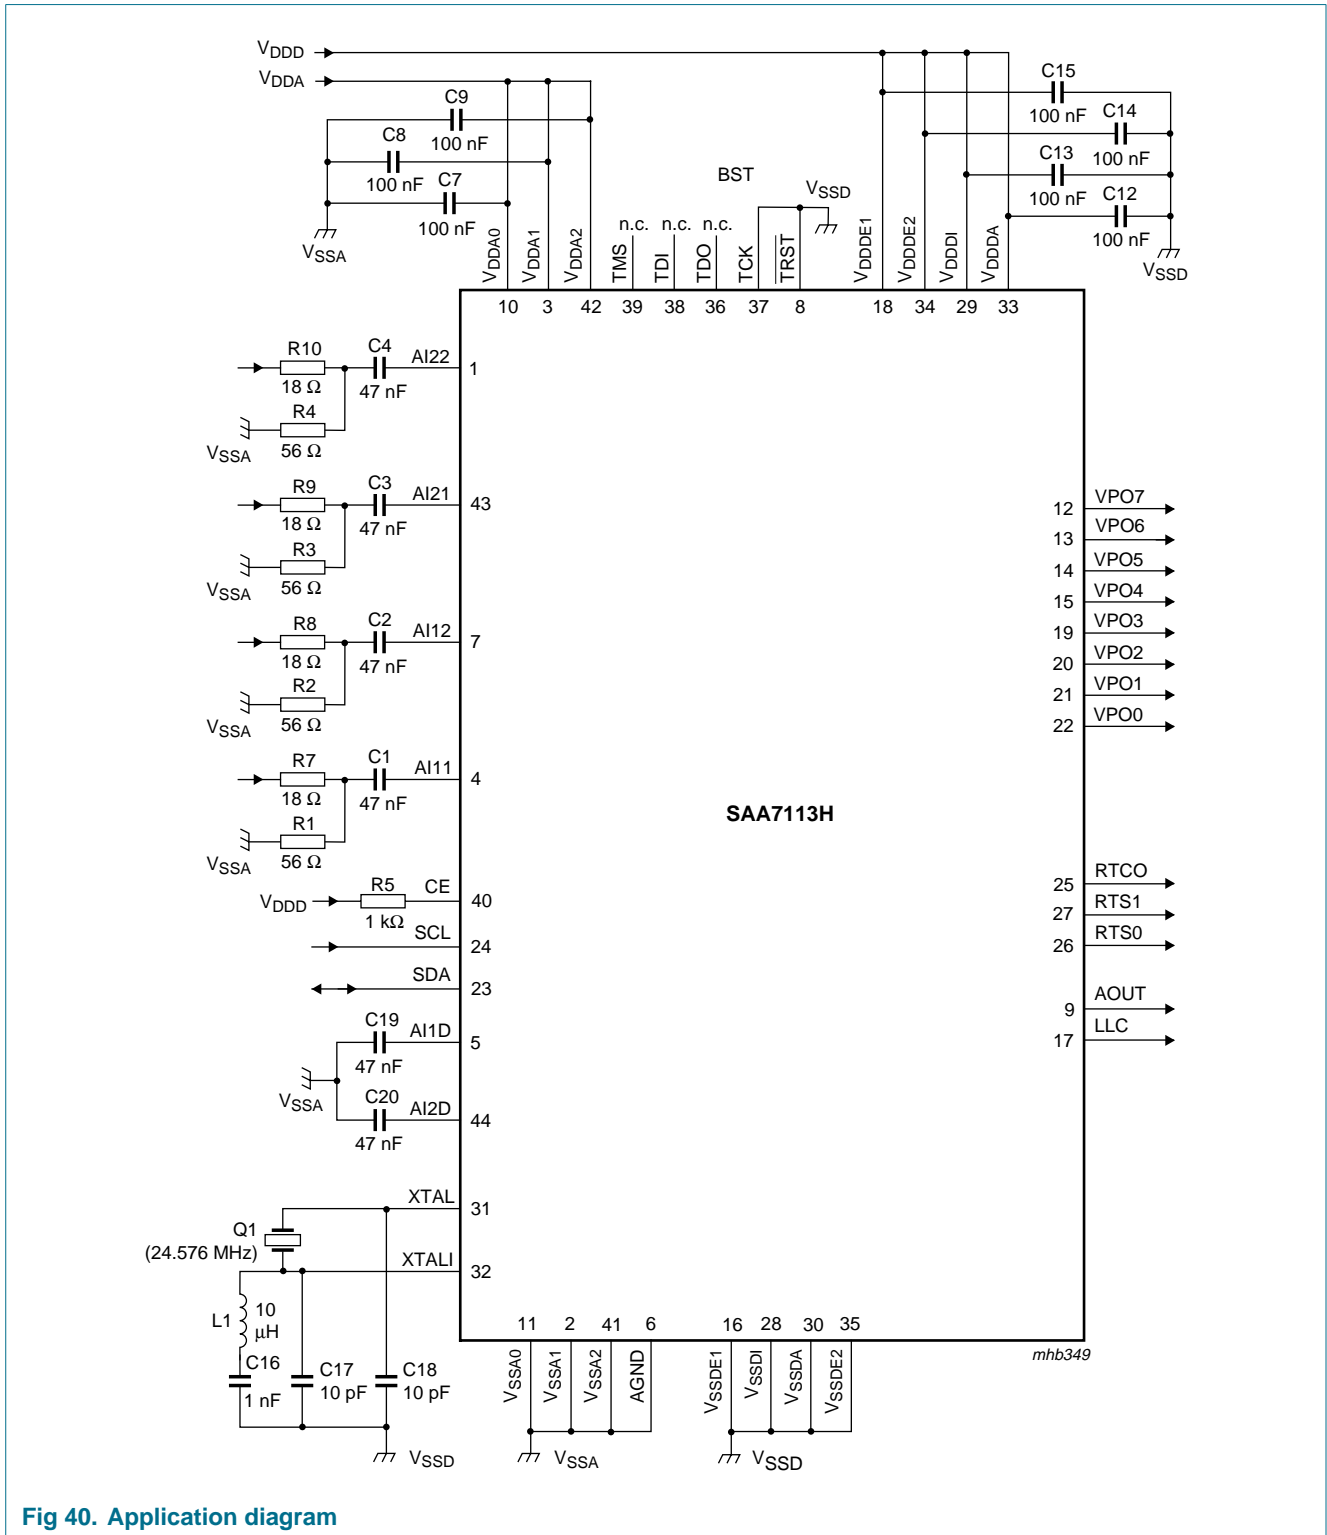 VDDD
VDDA
C9
100 nF
C8
100 nF
C7
100 nF
VSSA
C15
100 nF
C14
100 nF
C13
100 nF
C12
100 nF
VSSD
BST
VSSD
n.c. n.c. n.c.
VDDA0
VDDA1
VDDA2
TMS
TDI
TDO
TCK
TRST
VDDDE1
VDDDE2
VDDDI
VDDDA
10 3 42 39 38 36 37 8 18 34 29 33
R10
18 Ω
C4
47 nF
AI22
1
R4
56 Ω
VSSA
R9
18 Ω
C3
47 nF
AI21
43
R3
56 Ω
VSSA
R8
18 Ω
C2
47 nF
AI12
7
R2
56 Ω
VSSA
R7
18 Ω
C1
47 nF
AI11
4
R1
56 Ω
VSSA
VDDD
R5
1 kΩ
CE
40
SCL
24
SDA
23
C19
47 nF
AI1D
5
VSSA
C20
47 nF
AI2D
44
XTAL
31
Q1
(24.576 MHz)
XTALI
32
L1
10
µH
C16
1 nF
C17
10 pF
C18
10 pF
VSSD
SAA7113H
12 VPO7
13 VPO6
14 VPO5
15 VPO4
19 VPO3
20 VPO2
21 VPO1
22 VPO0
25 RTCO
27 RTS1
26 RTS0
9 AOUT
17 LLC
11 2 41 6 16 28 30 35
VSSA0
VSSA1
VSSA2
AGND
VSSDE1
VSSDI
VSSDA
VSSDE2
VSSA
VSSD
mhb349
Fig 40. Application diagram